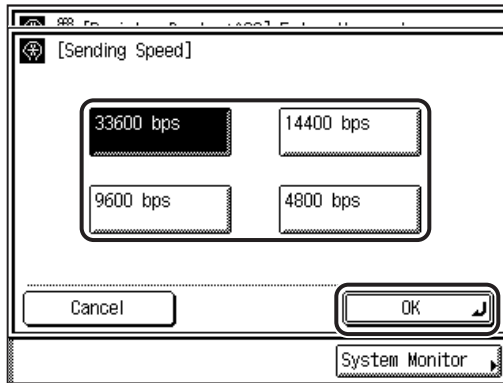 [Sending Speed]
33600 bps
14400 bps
9600 bps
4800 bps
Cancel
OK
System Monitor